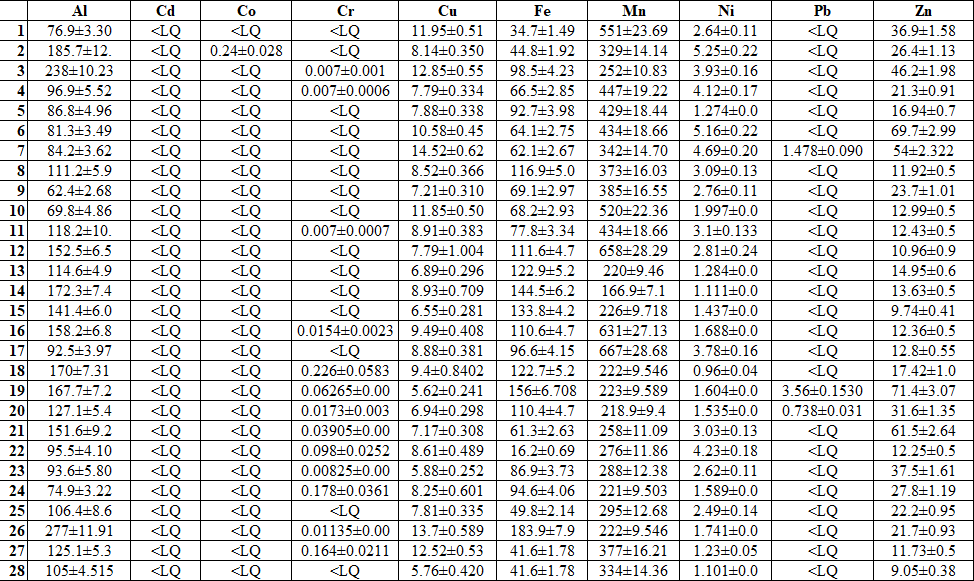 Al Cd Co Cr Cu Fe Mn Ni Pb Zn
1 76.9±3.30 <LQ <LQ <LQ 11.95±0.51 34.7±1.49 551±23.69 2.64±0.11 <LQ 36.9±1.58
2 185.7±12. <LQ 0.24±0.028 <LQ 8.14±0.350 44.8±1.92 329±14.14 5.25±0.22 <LQ 26.4±1.13
3 238±10.23 <LQ <LQ 0.007±0.001 12.85±0.55 98.5±4.23 252±10.83 3.93±0.16 <LQ 46.2±1.98
4 96.9±5.52 <LQ <LQ 0.007±0.0006 7.79±0.334 66.5±2.85 447±19.22 4.12±0.17 <LQ 21.3±0.91
5 86.8±4.96 <LQ <LQ <LQ 7.88±0.338 92.7±3.98 429±18.44 1.274±0.0 <LQ 16.94±0.7
6 81.3±3.49 <LQ <LQ <LQ 10.58±0.45 64.1±2.75 434±18.66 5.16±0.22 <LQ 69.7±2.99
7 84.2±3.62 <LQ <LQ <LQ 14.52±0.62 62.1±2.67 342±14.70 4.69±0.20 1.478±0.090 54±2.322
8 111.2±5.9 <LQ <LQ <LQ 8.52±0.366 116.9±5.0 373±16.03 3.09±0.13 <LQ 11.92±0.5
9 62.4±2.68 <LQ <LQ <LQ 7.21±0.310 69.1±2.97 385±16.55 2.76±0.11 <LQ 23.7±1.01
10 69.8±4.86 <LQ <LQ <LQ 11.85±0.50 68.2±2.93 520±22.36 1.997±0.0 <LQ 12.99±0.5
11 118.2±10. <LQ <LQ 0.007±0.0007 8.91±0.383 77.8±3.34 434±18.66 3.1±0.133 <LQ 12.43±0.5
12 152.5±6.5 <LQ <LQ <LQ 7.79±1.004 111.6±4.7 658±28.29 2.81±0.24 <LQ 10.96±0.9
13 114.6±4.9 <LQ <LQ <LQ 6.89±0.296 122.9±5.2 220±9.46 1.284±0.0 <LQ 14.95±0.6
14 172.3±7.4 <LQ <LQ <LQ 8.93±0.709 144.5±6.2 166.9±7.1 1.111±0.0 <LQ 13.63±0.5
15 141.4±6.0 <LQ <LQ <LQ 6.55±0.281 133.8±4.2 226±9.718 1.437±0.0 <LQ 9.74±0.41
16 158.2±6.8 <LQ <LQ 0.0154±0.0023 9.49±0.408 110.6±4.7 631±27.13 1.688±0.0 <LQ 12.36±0.5
17 92.5±3.97 <LQ <LQ <LQ 8.88±0.381 96.6±4.15 667±28.68 3.78±0.16 <LQ 12.8±0.55
18 170±7.31 <LQ <LQ 0.226±0.0583 9.4±0.8402 122.7±5.2 222±9.546 0.96±0.04 <LQ 17.42±1.0
19 167.7±7.2 <LQ <LQ 0.06265±0.00 5.62±0.241 156±6.708 223±9.589 1.604±0.0 3.56±0.1530 71.4±3.07
20 127.1±5.4 <LQ <LQ 0.0173±0.003 6.94±0.298 110.4±4.7 218.9±9.4 1.535±0.0 0.738±0.031 31.6±1.35
21 151.6±9.2 <LQ <LQ 0.03905±0.00 7.17±0.308 61.3±2.63 258±11.09 3.03±0.13 <LQ 61.5±2.64
22 95.5±4.10 <LQ <LQ 0.098±0.0252 8.61±0.489 16.2±0.69 276±11.86 4.23±0.18 <LQ 12.25±0.5
23 93.6±5.80 <LQ <LQ 0.00825±0.00 5.88±0.252 86.9±3.73 288±12.38 2.62±0.11 <LQ 37.5±1.61
24 74.9±3.22 <LQ <LQ 0.178±0.0361 8.25±0.601 94.6±4.06 221±9.503 1.589±0.0 <LQ 27.8±1.19
25 106.4±8.6 <LQ <LQ <LQ 7.81±0.335 49.8±2.14 295±12.68 2.49±0.14 <LQ 22.2±0.95
26 277±11.91 <LQ <LQ 0.01135±0.00 13.7±0.589 183.9±7.9 222±9.546 1.741±0.0 <LQ 21.7±0.93
27 125.1±5.3 <LQ <LQ 0.164±0.0211 12.52±0.53 41.6±1.78 377±16.21 1.23±0.05 <LQ 11.73±0.5
28 105±4.515 <LQ <LQ <LQ 5.76±0.420 41.6±1.78 334±14.36 1.101±0.0 <LQ 9.05±0.38